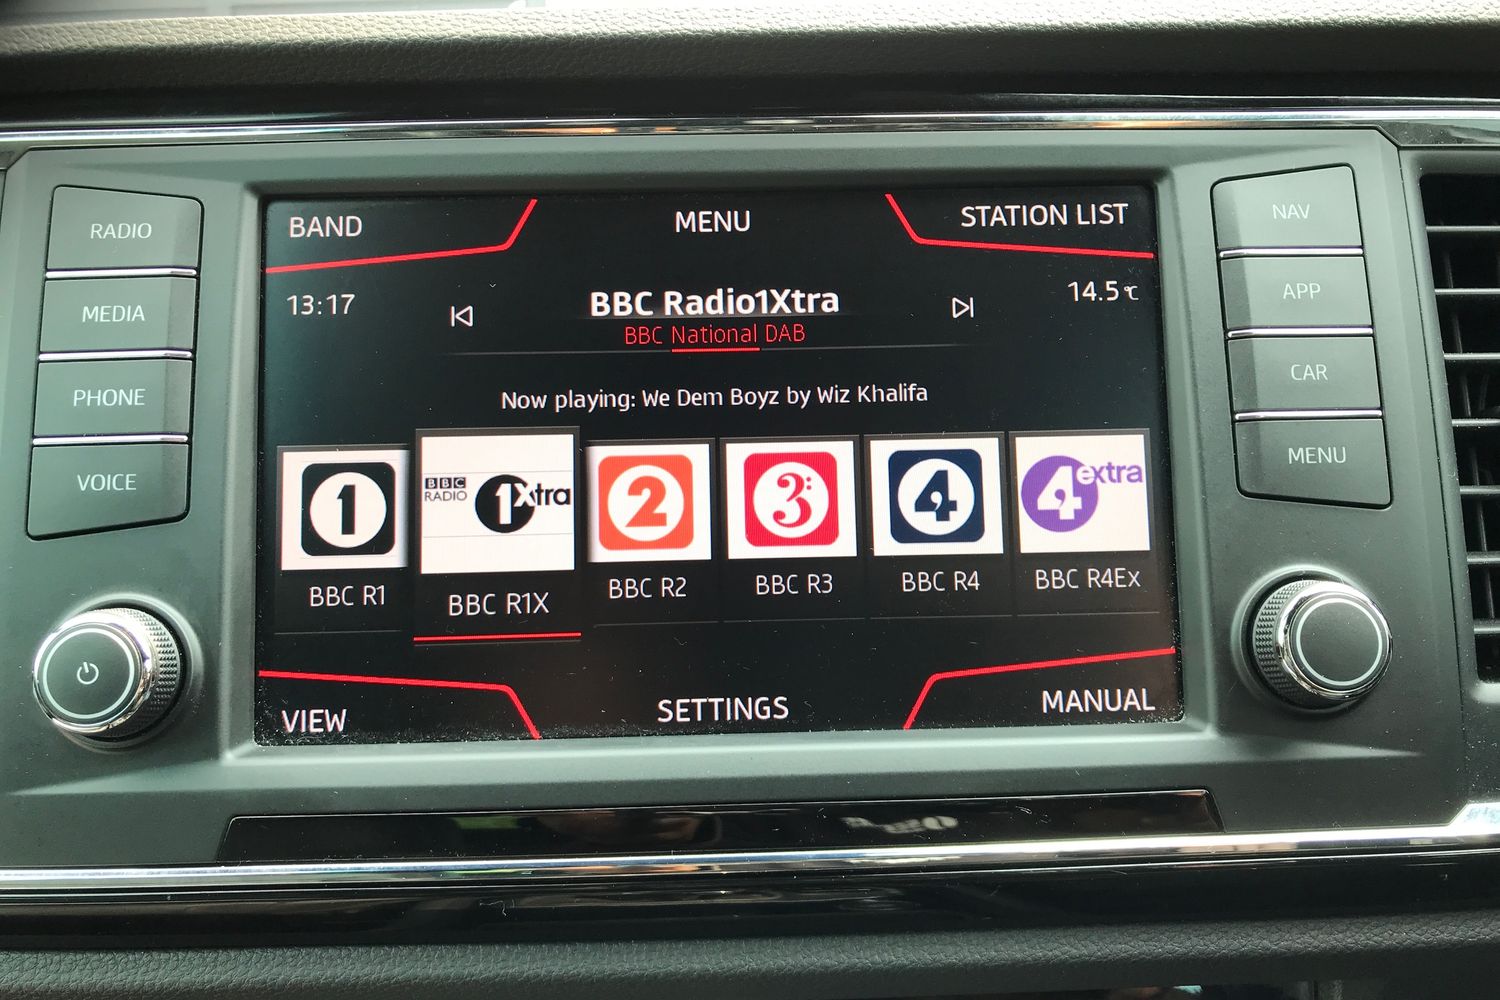 RADIO
MEDIA
PHONE
VOICE
BAND
MENU
STATION LIST
13:17
BBC Radio1Xtra
14.5°C
BBC National DAB
Now playing: We Dem Boyz by Wiz Khalifa
1
BBC
RADIO
1Xtra
2
3
4
4 extra
BBC R1
BBC R1X
BBC R2
BBC R3
BBC R4
BBC R4Ex
VIEW
SETTINGS
MANUAL
NAV
APP
CAR
MENU